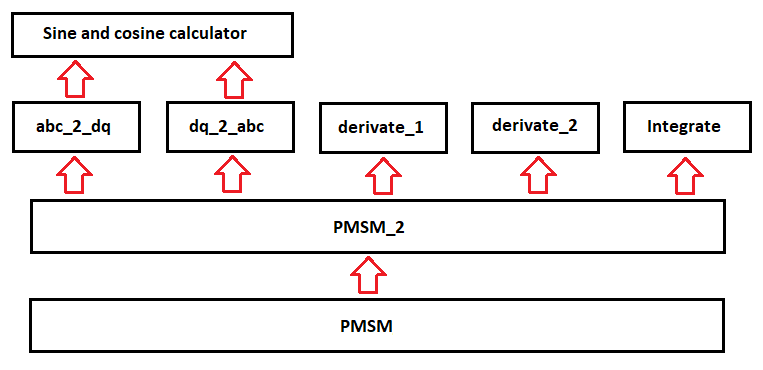 Sine and cosine calculator
abc_2_dq
dq_2_abc
derivate_1
derivate_2
Integrate
PMSM_2
PMSM